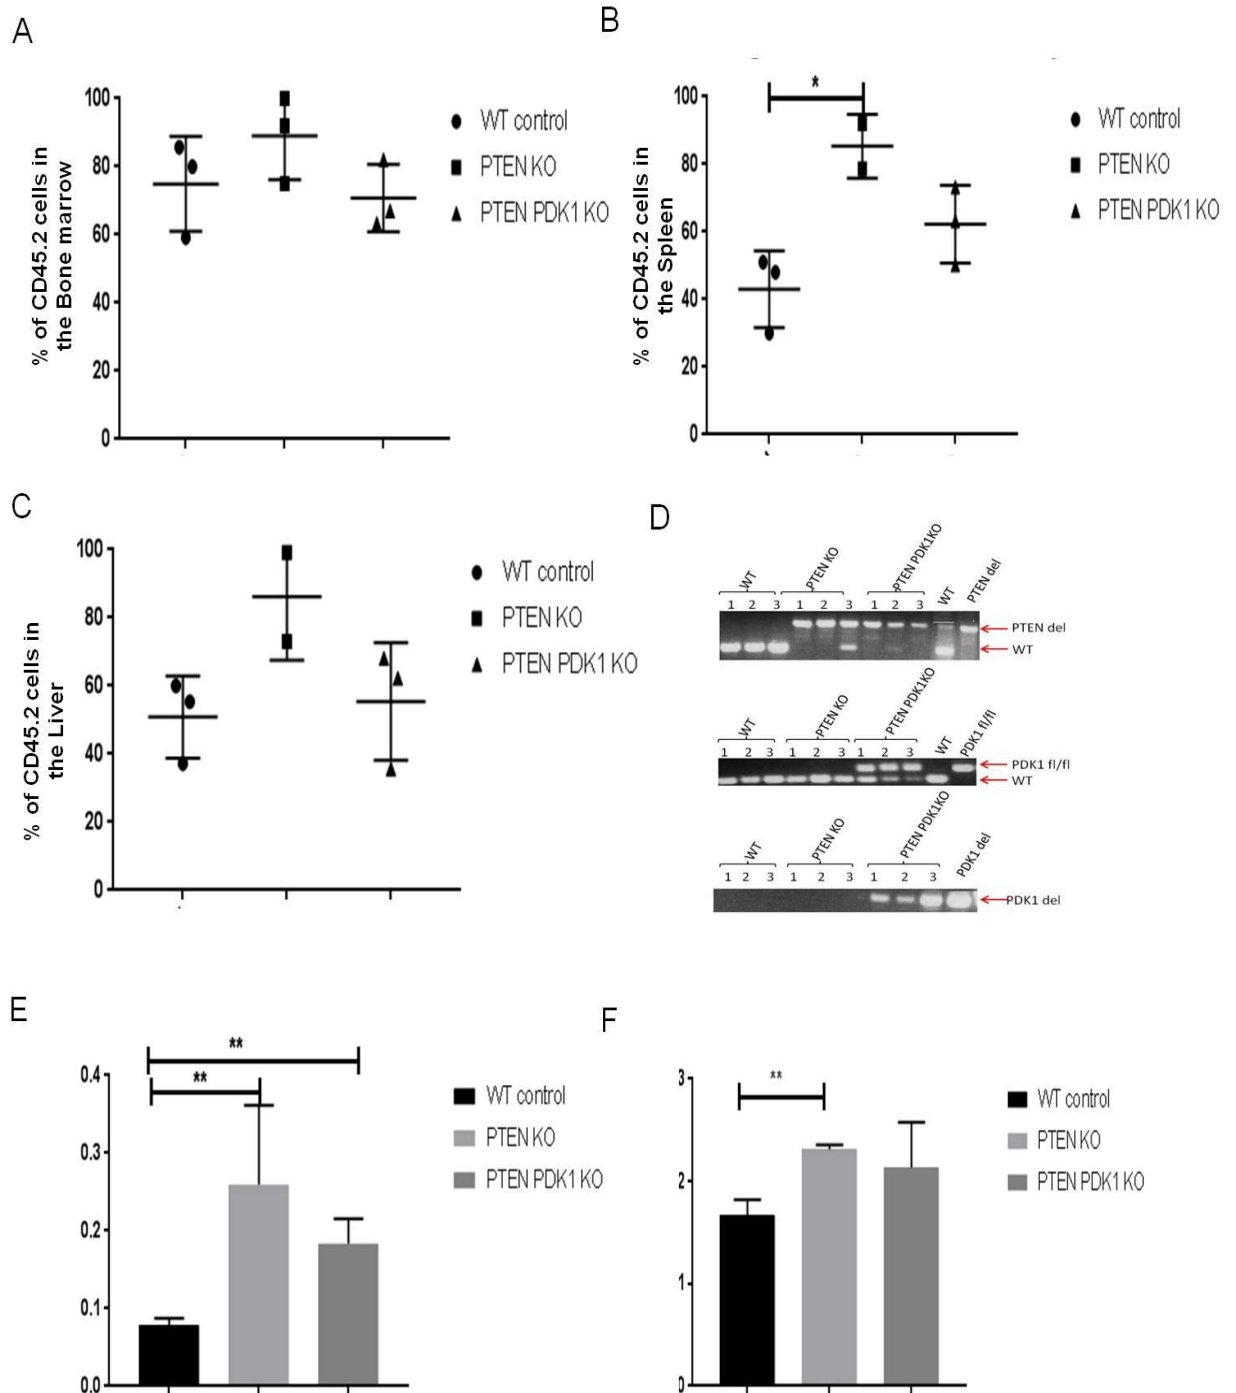 A
% of CD45.2 cells in
the Bone marrow
100
80
60
40
20
0
WT control
PTEN KO
PTEN PDK1 KO
B
*
% of CD45.2 cells in
the Spleen
100
80
60
40
20
0
WT control
PTEN KO
PTEN PDK1 KO
C
% of CD45.2 cells in
the Liver
100
80
60
40
20
0
WT control
PTEN KO
PTEN PDK1 KO
D
WT PTEN KO PTEN PDK1KO WT PTEN del
1 2 3 1 2 3 1 2 3
PTEN del
WT
WT PTEN KO PTEN PDK1KO WT PDK1 fl/fl
1 2 3 1 2 3 1 2 3
PDK1 fl/fl
WT
WT PTEN KO PTEN PDK1KO PDK1 del
1 2 3 1 2 3 1 2 3
PDK1 del
E
**
**
0.4
0.3
0.2
0.1
0.0
WT control
PTEN KO
PTEN PDK1 KO
F
**
3
2
1
0
WT control
PTEN KO
PTEN PDK1 KO